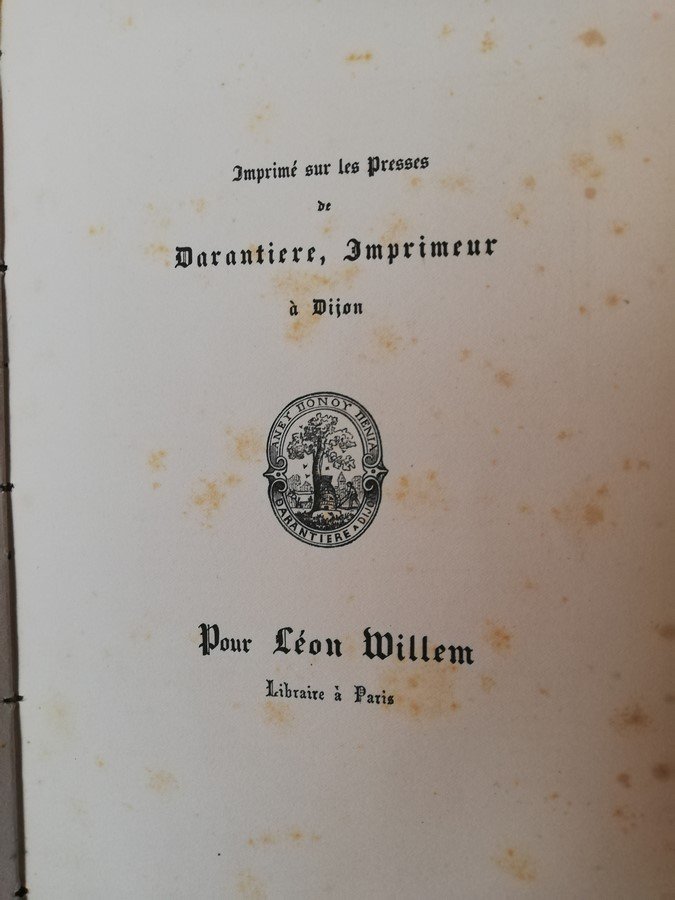 Imprimé sur les Presses
de
Darantiere, Imprimeur
à Dijon
ΑΝΕΥ ΠΟΝΟΥ ΠΕΝΙΑ
DARANTIERE A DIJON
Pour Léon Willem
Libraire à Paris